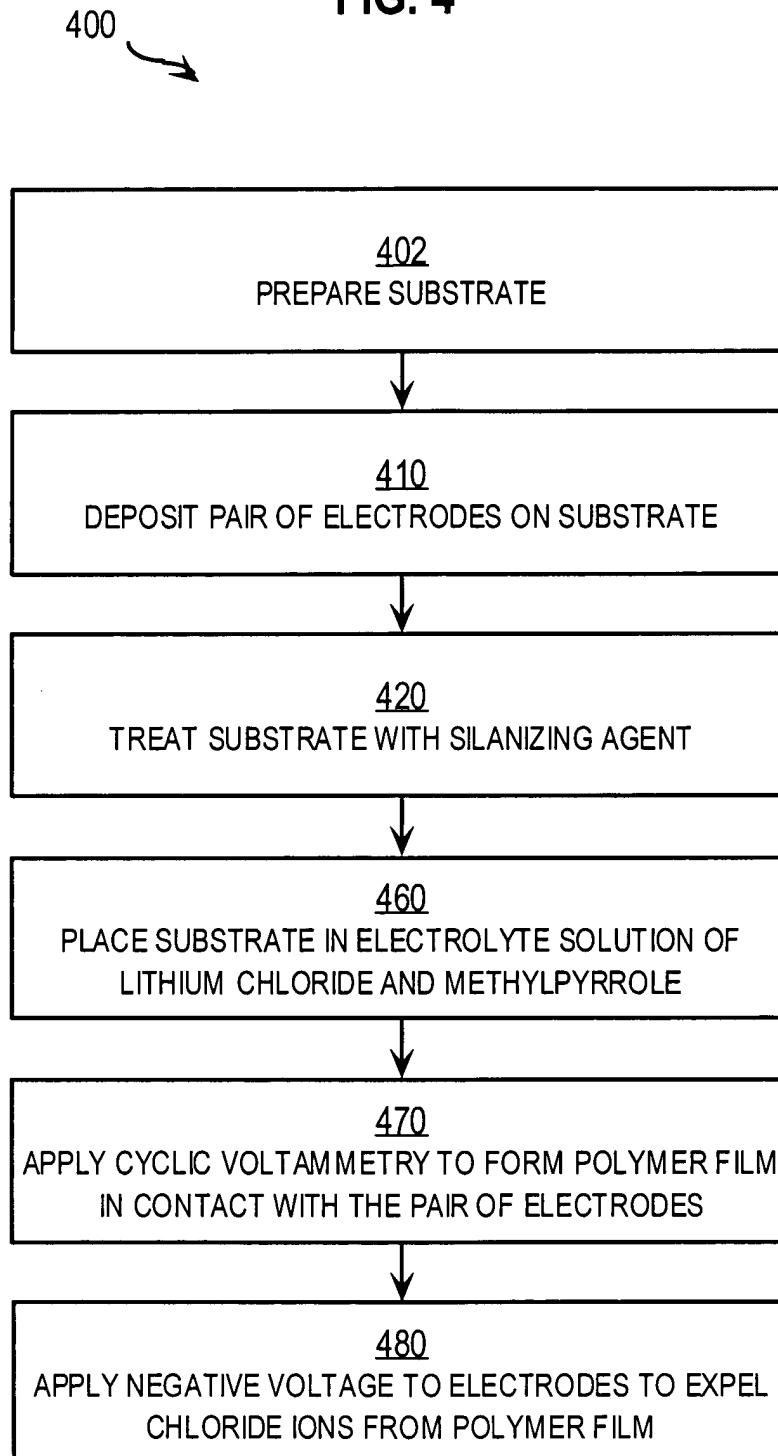 FIG. 4
400
402
PREPARE SUBSTRATE
410
DEPOSIT PAIR OF ELECTRODES ON SUBSTRATE
420
TREAT SUBSTRATE WITH SILANIZING AGENT
460
PLACE SUBSTRATE IN ELECTROLYTE SOLUTION OF
LITHIUM CHLORIDE AND METHYLPYRROLE
470
APPLY CYCLIC VOLTAMMETRY TO FORM POLYMER FILM
IN CONTACT WITH THE PAIR OF ELECTRODES
480
APPLY NEGATIVE VOLTAGE TO ELECTRODES TO EXPEL
CHLORIDE IONS FROM POLYMER FILM